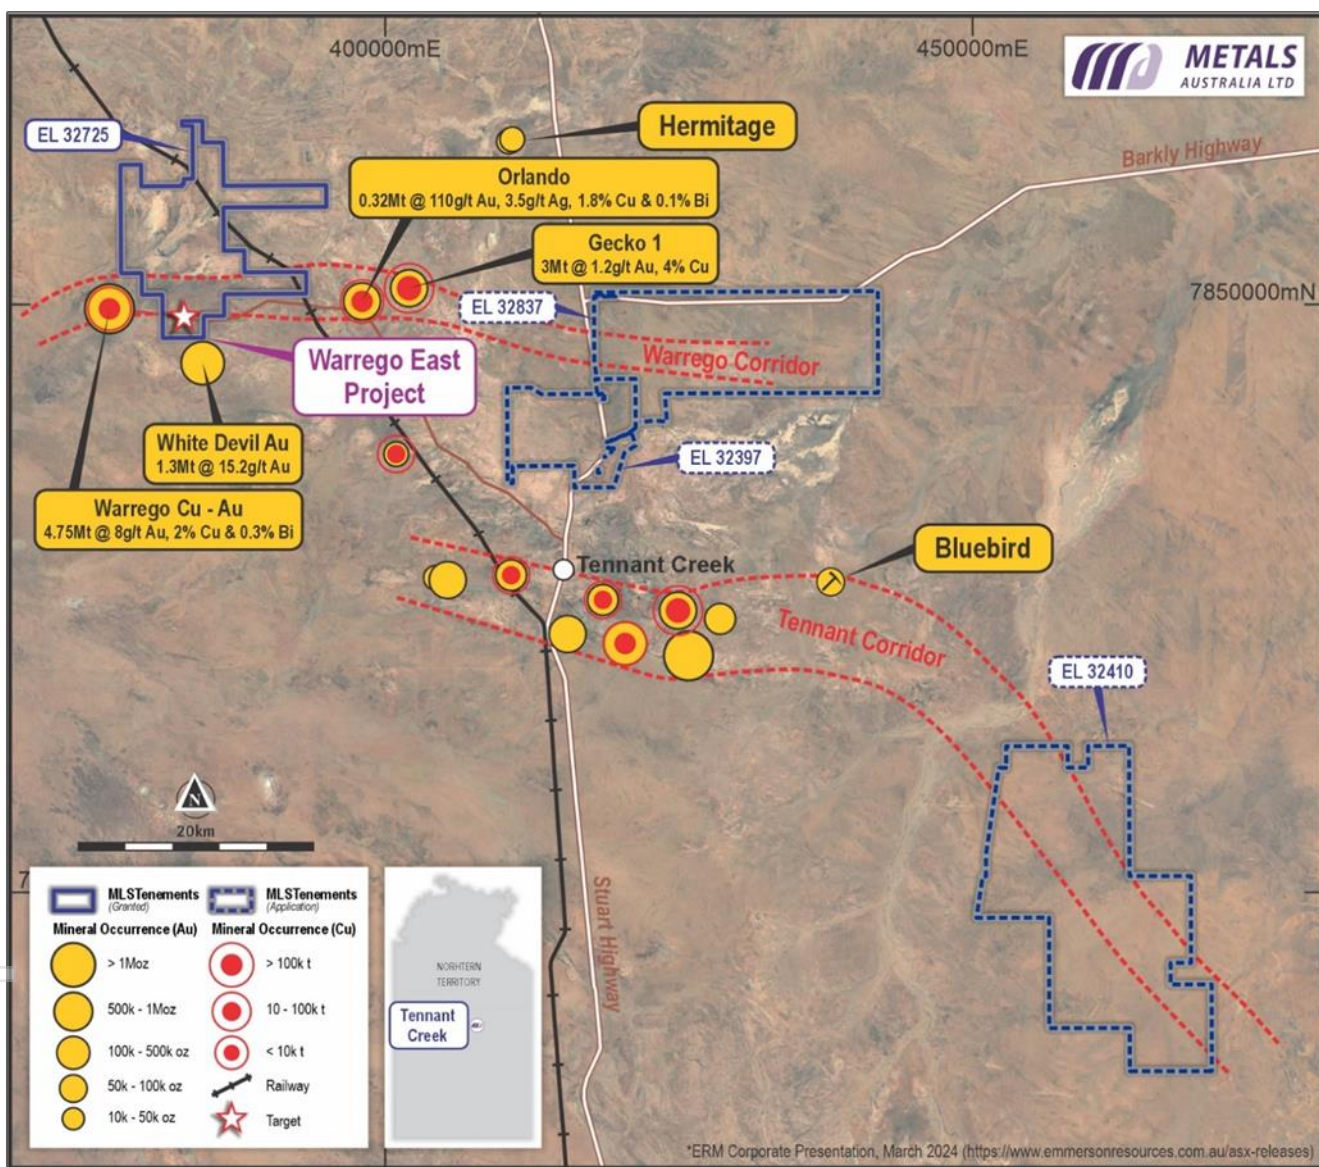 400000mE
450000mE
METALS
AUSTRALIA LTD
EL 32725
Hermitage
Barkly Highway
Orlando
0.32Mt @ 110g/t Au, 3.5g/t Ag, 1.8% Cu & 0.1% Bi
Gecko 1
3Mt @ 1.2g/t Au, 4% Cu
7850000mN
EL 32837
Warrego East
Project
Warrego Corridor
White Devil Au
1.3Mt @ 15.2g/t Au
EL 32397
Warrego Cu - Au
4.75Mt @ 8g/t Au, 2% Cu & 0.3% Bi
Bluebird
Tennant Creek
Tennant Corridor
EL 32410
N
20km
7
Stuart Highway
MLSTenements
(Granted)
MLSTenements
(Application)
Mineral Occurrence (Au)
Mineral Occurrence (Cu)
> 1Moz
> 100k t
500k - 1Moz
10 - 100k t
100k - 500k oz
< 10k t
50k - 100k oz
Railway
10k - 50k oz
Target
NORHTERN
TERRITORY
Tennant
Creek
*ERM Corporate Presentation, March 2024 (https://www.emmersonresources.com.au/asx-releases)